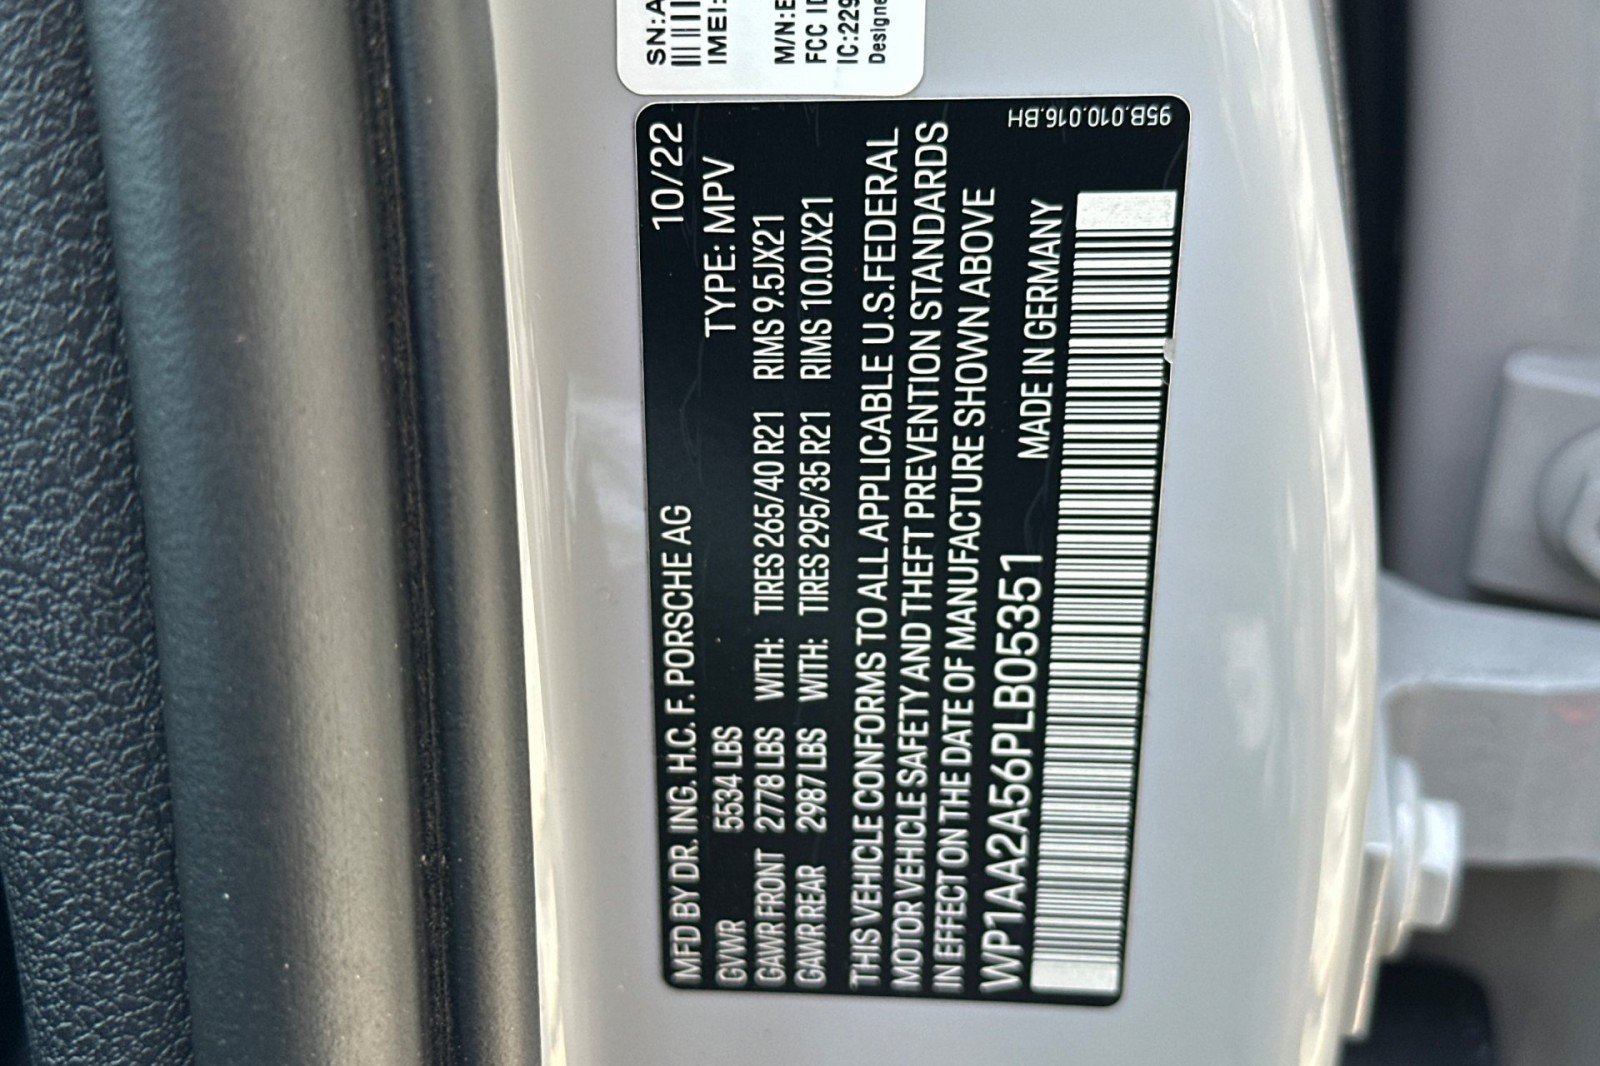 SN:A
IMEI:
M/N:E
FCC ID
IC:229
Designe
MFD BY DR. ING. H.C. F. PORSCHE AG 10/22
GVWR 5534 LBS TYPE: MPV
GAWR FRONT 2778 LBS WITH: TIRES 265/40 R21 RIMS 9.5JX21
GAWR REAR 2987 LBS WITH: TIRES 295/35 R21 RIMS 10.0JX21
THIS VEHICLE CONFORMS TO ALL APPLICABLE U.S.FEDERAL
MOTOR VEHICLE SAFETY AND THEFT PREVENTION STANDARDS
IN EFFECT ON THE DATE OF MANUFACTURE SHOWN ABOVE
WP1AA2A56PLB05351 MADE IN GERMANY
95B.010.016.BH